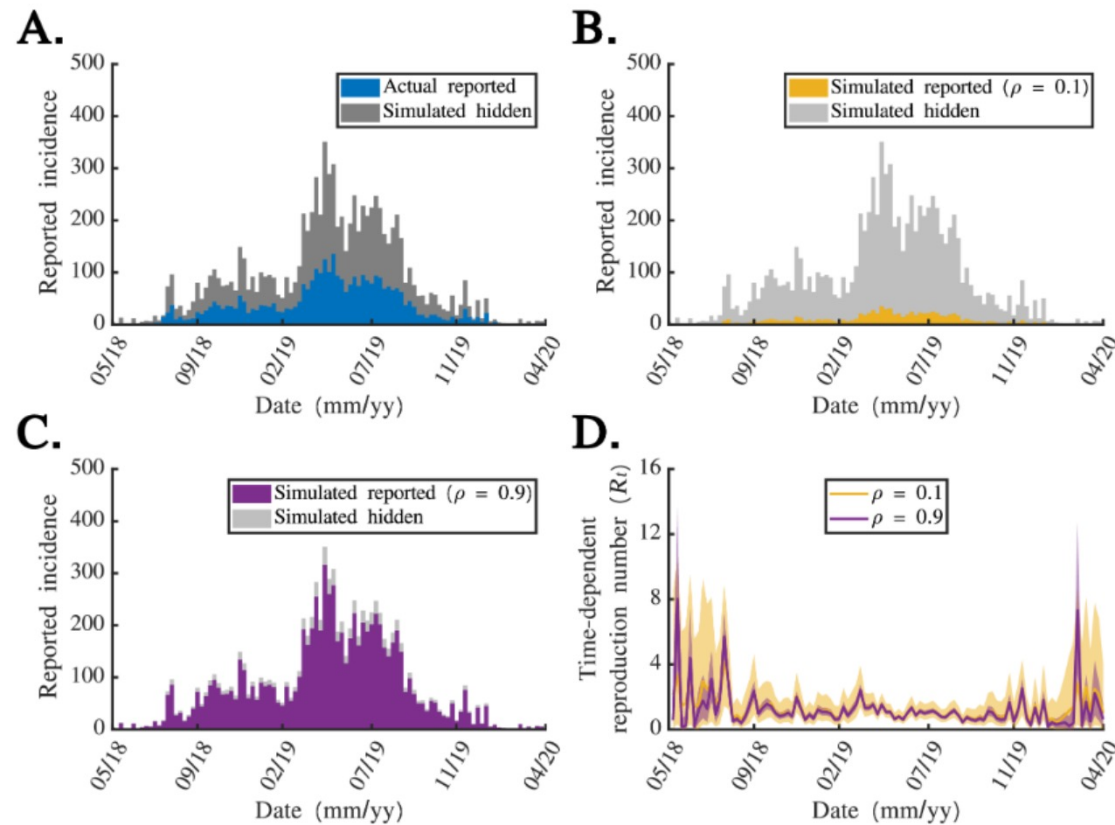 A.
500
400
300
200
100
0
Reported incidence
Actual reported
Simulated hidden
05/18
09/18
02/19
07/19
11/19
04/20
Date (mm/yy)
B.
500
400
300
200
100
0
Reported incidence
Simulated reported (ρ = 0.1)
Simulated hidden
05/18
09/18
02/19
07/19
11/19
04/20
Date (mm/yy)
C.
500
400
300
200
100
0
Reported incidence
Simulated reported (ρ = 0.9)
Simulated hidden
05/18
09/18
02/19
07/19
11/19
04/20
Date (mm/yy)
D.
16
12
8
4
0
Time-dependent
reproduction number (Rt)
ρ = 0.1
ρ = 0.9
05/18
09/18
02/19
07/19
11/19
04/20
Date (mm/yy)